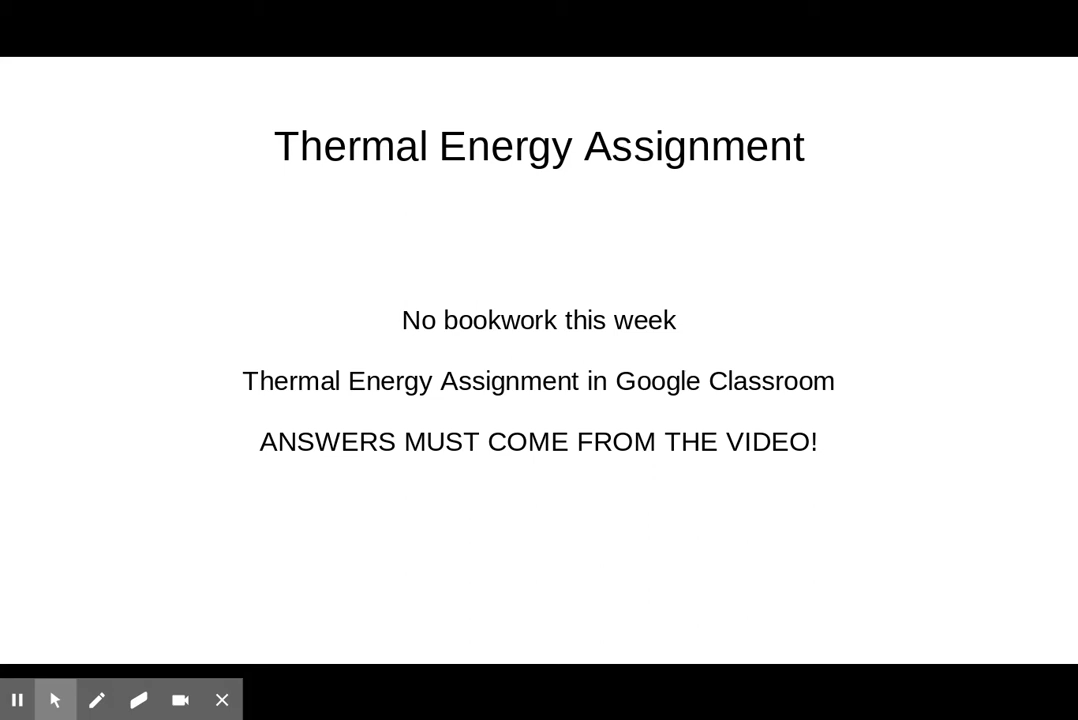 Thermal Energy Assignment
No bookwork this week
Thermal Energy Assignment in Google Classroom
ANSWERS MUST COME FROM THE VIDEO!